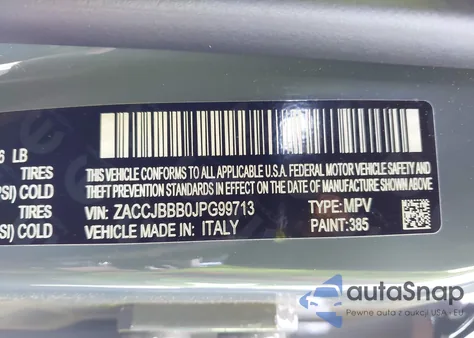 6 LB
TIRES
SI) COLD
TIRES
SI) COLD
THIS VEHICLE CONFORMS TO ALL APPLICABLE U.S.A. FEDERAL MOTOR VEHICLE SAFETY
AND THEFT PREVENTION STANDARDS IN EFFECT ON THE DATE OF MANUFACTURE SHOWN ABOVE.
VIN: ZACCJBBB0JPG99713 TYPE: MPV
VEHICLE MADE IN: ITALY PAINT: 385
autoSnap
Pewne auta z aukcji USA - EU